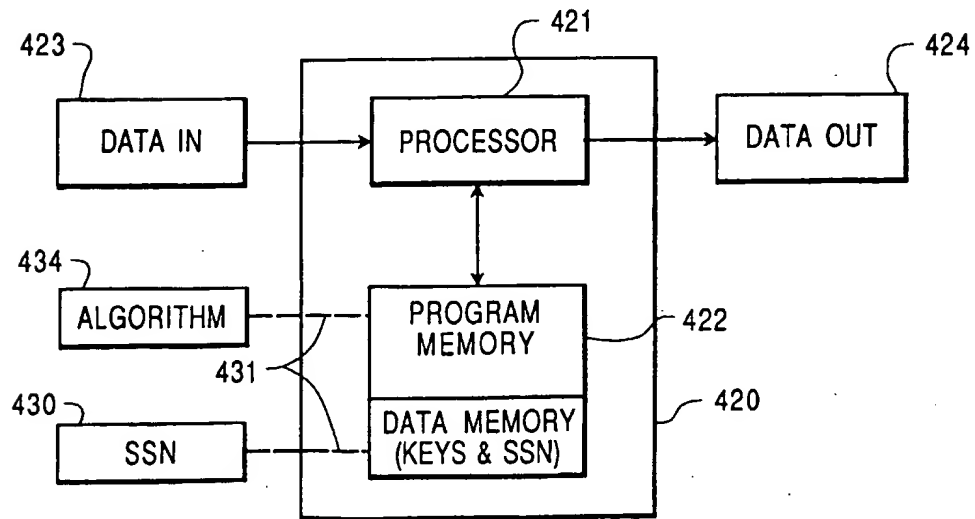 421
423
424
DATA IN
PROCESSOR
DATA OUT
434
ALGORITHM
PROGRAM
MEMORY
422
431
430
420
SSN
DATA MEMORY
(KEYS & SSN)